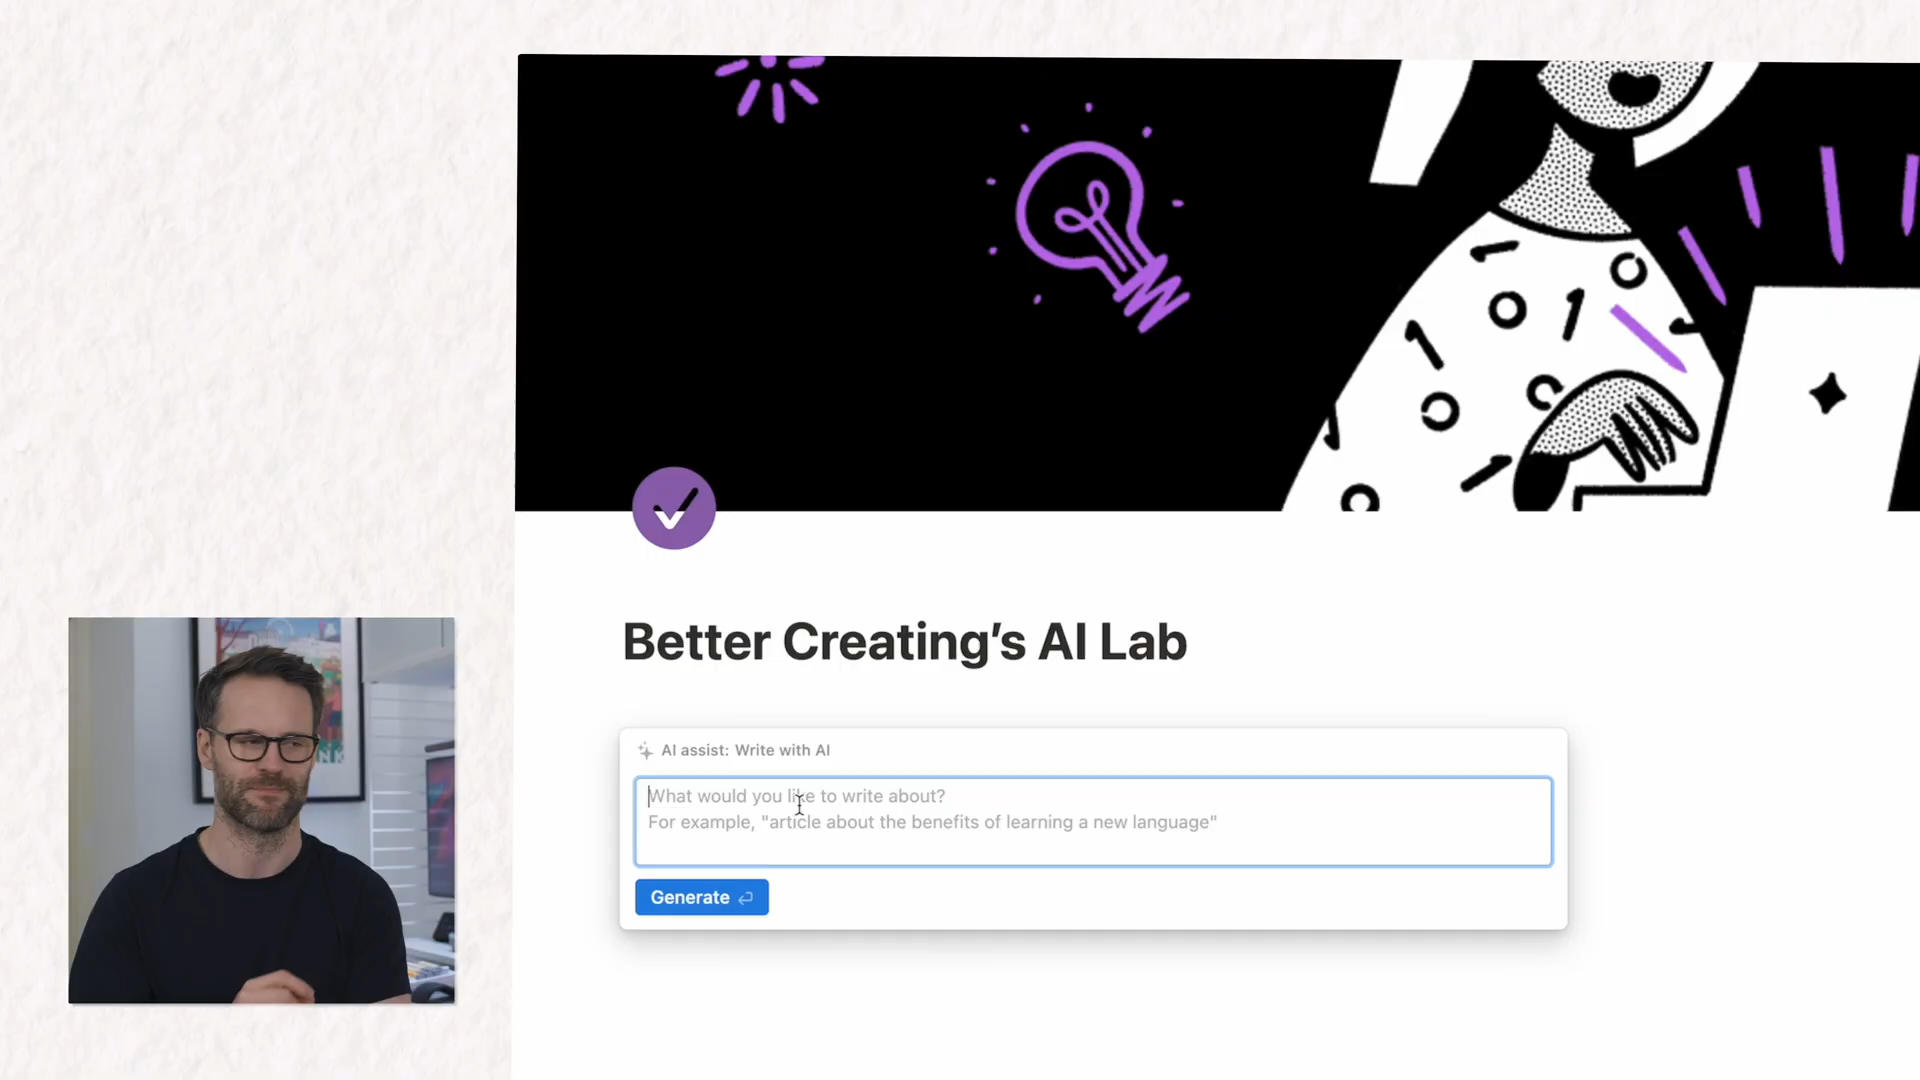 Better Creating's AI Lab
AI assist: Write with AI
What would you like to write about?
For example, "article about the benefits of learning a new language"
Generate